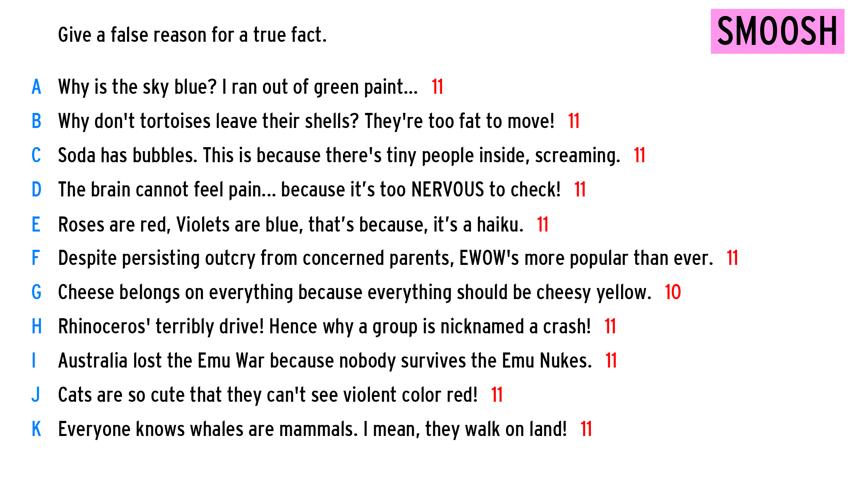 Give a false reason for a true fact.
SMOOSH
A Why is the sky blue? I ran out of green paint... 11
B Why don't tortoises leave their shells? They're too fat to move! 11
C Soda has bubbles. This is because there's tiny people inside, screaming. 11
D The brain cannot feel pain... because it’s too NERVOUS to check! 11
E Roses are red, Violets are blue, that’s because, it’s a haiku. 11
F Despite persisting outcry from concerned parents, EWOW's more popular than ever. 11
G Cheese belongs on everything because everything should be cheesy yellow. 10
H Rhinoceros' terribly drive! Hence why a group is nicknamed a crash! 11
I Australia lost the Emu War because nobody survives the Emu Nukes. 11
J Cats are so cute that they can't see violent color red! 11
K Everyone knows whales are mammals. I mean, they walk on land! 11